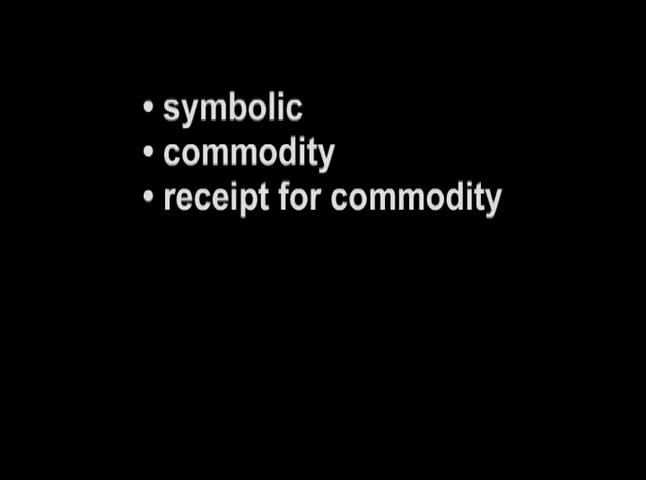 • symbolic
• commodity
• receipt for commodity